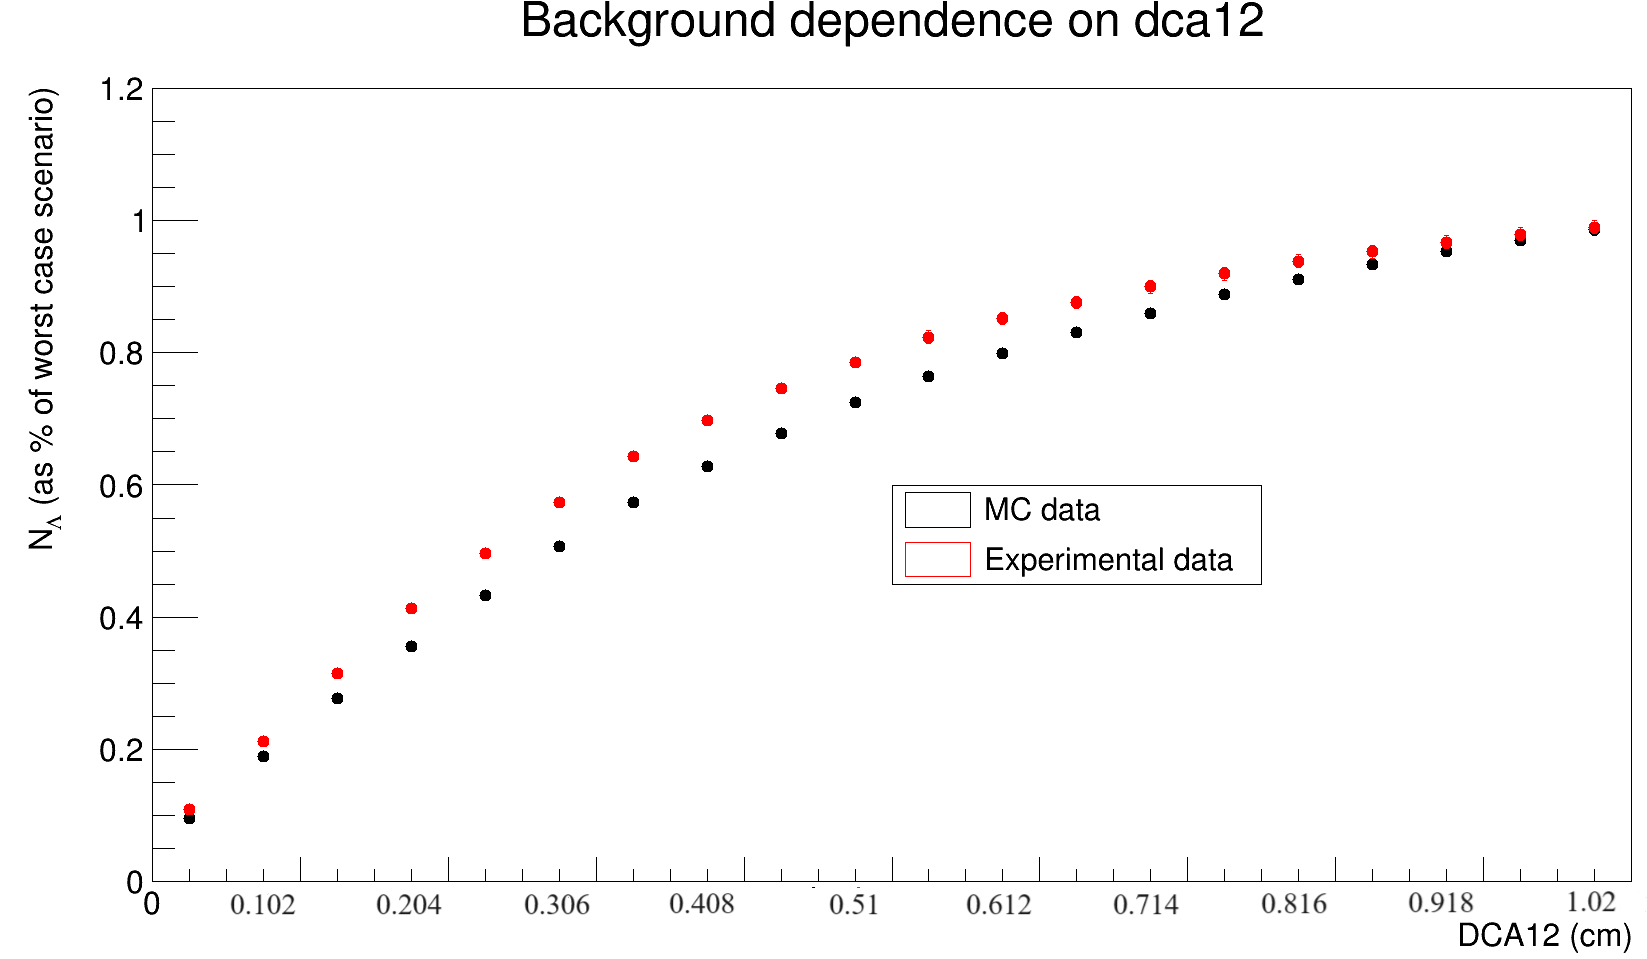 Background dependence on dca12
N_Λ (as % of worst case scenario)
1.2
1
0.8
0.6
0.4
0.2
0
MC data
Experimental data
0 0.102 0.204 0.306 0.408 0.51 0.612 0.714 0.816 0.918 1.02
DCA12 (cm)